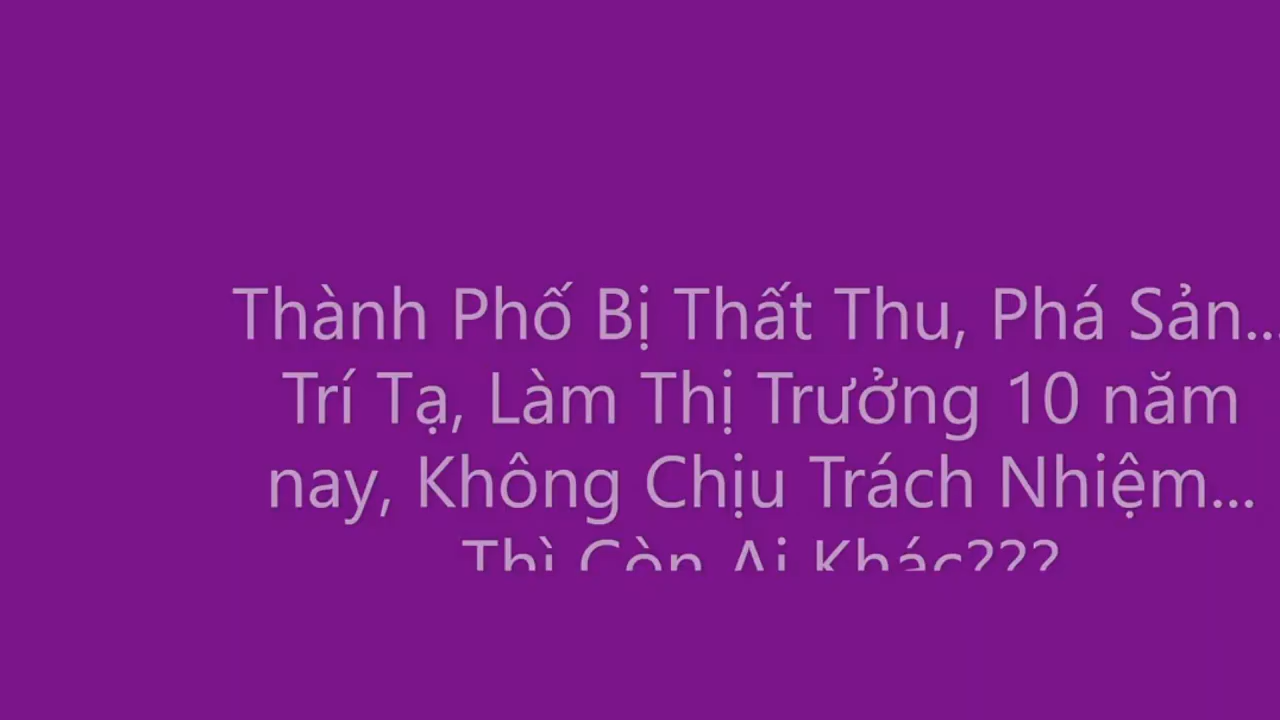 Thành Phố Bị Thất Thu, Phá Sản...
Trí Tạ, Làm Thị Trưởng 10 năm
nay, Không Chịu Trách Nhiệm...
Thì Còn Ai Khác???